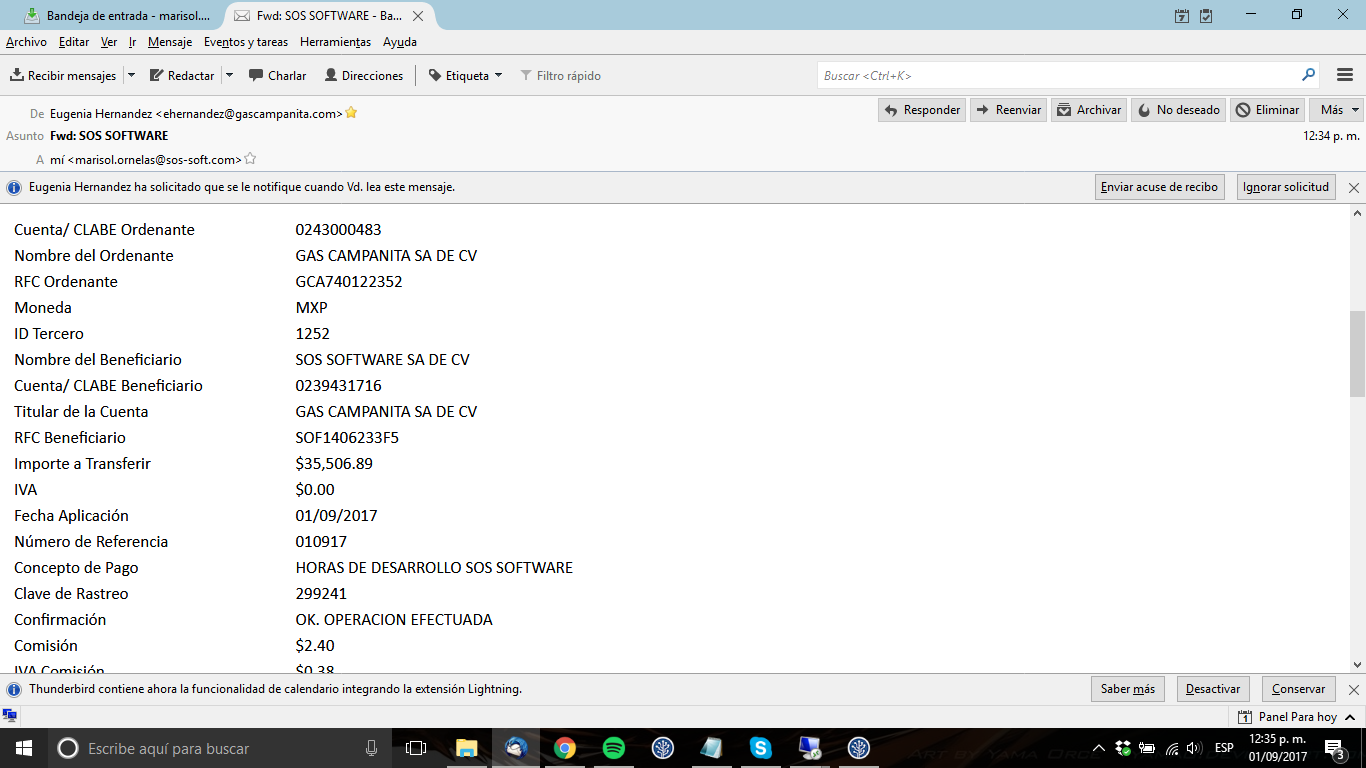 Bandeja de entrada - marisol....
Fwd: SOS SOFTWARE - Ba...
Archivo Editar Ver Ir Mensaje Eventos y tareas Herramientas Ayuda
Recibir mensajes Redactar Charlar Direcciones Etiqueta Filtro rápido Buscar <Ctrl+K>
De Eugenia Hernandez <ehernandez@gascampanita.com> Responder Reenviar Archivar No deseado Eliminar Más
Asunto Fwd: SOS SOFTWARE 12:34 p. m.
A mí <marisol.ornelas@sos-soft.com>
Eugenia Hernandez ha solicitado que se le notifique cuando Vd. lea este mensaje. Enviar acuse de recibo Ignorar solicitud
Cuenta/ CLABE Ordenante 0243000483
Nombre del Ordenante GAS CAMPANITA SA DE CV
RFC Ordenante GCA740122352
Moneda MXP
ID Tercero 1252
Nombre del Beneficiario SOS SOFTWARE SA DE CV
Cuenta/ CLABE Beneficiario 0239431716
Titular de la Cuenta GAS CAMPANITA SA DE CV
RFC Beneficiario SOF1406233F5
Importe a Transferir $35,506.89
IVA $0.00
Fecha Aplicación 01/09/2017
Número de Referencia 010917
Concepto de Pago HORAS DE DESARROLLO SOS SOFTWARE
Clave de Rastreo 299241
Confirmación OK. OPERACION EFECTUADA
Comisión $2.40
IVA Comisión $0.38
Thunderbird contiene ahora la funcionalidad de calendario integrando la extensión Lightning. Saber más Desactivar Conservar
1 Panel Para hoy
Escribe aquí para buscar ESP 12:35 p. m. 3
01/09/2017